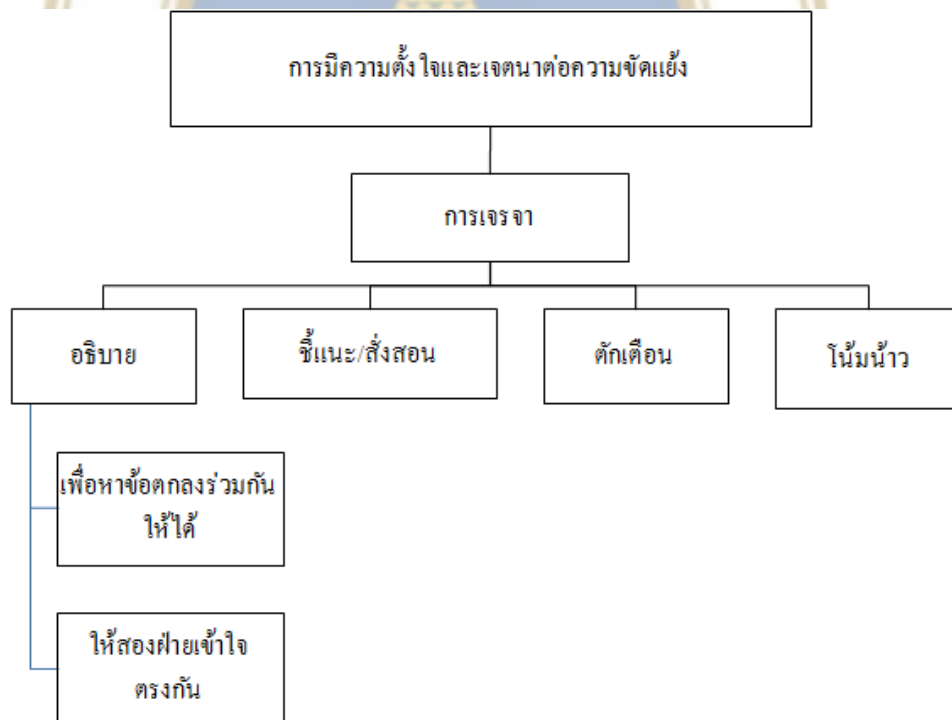 การมีความตั้งใจและเจตนาต่อความขัดแย้ง
การเจรจา
อธิบาย
ชี้แนะ/สั่งสอน
ตักเตือน
โน้มน้าว
เพื่อหาข้อตกลงร่วมกัน
ให้ได้
ให้สองฝ่ายเข้าใจ
ตรงกัน